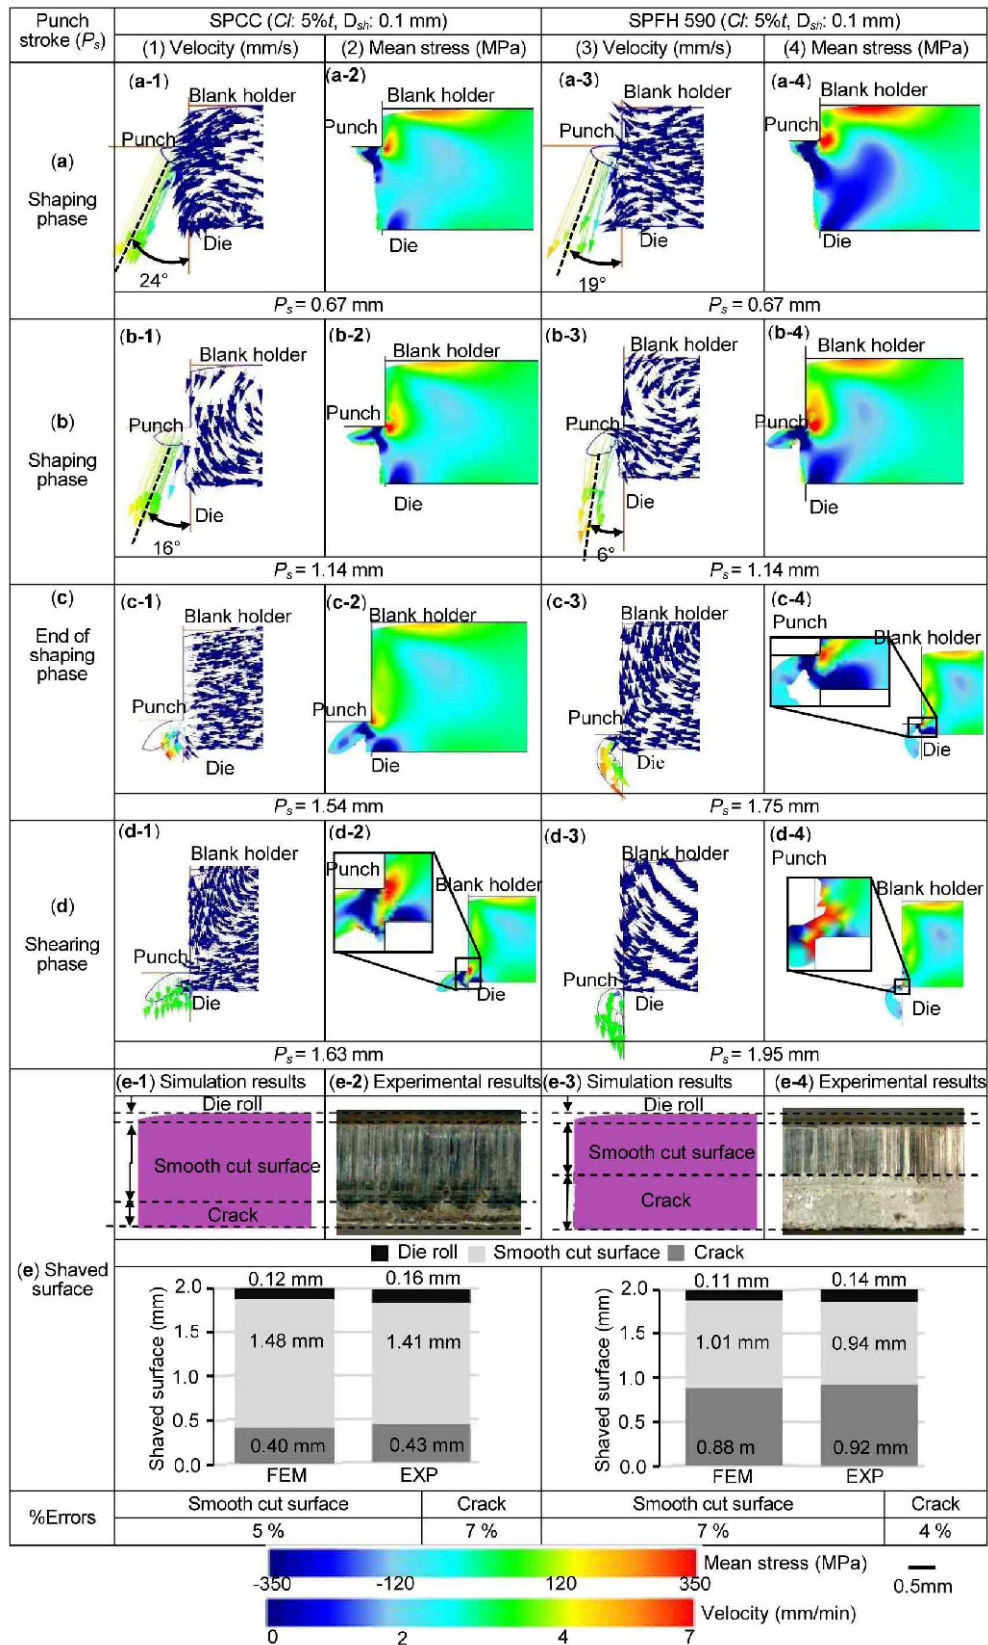 Punch stroke (Ps)
SPCC (Cl: 5%t, Dsh: 0.1 mm)
SPFH 590 (Cl: 5%t, Dsh: 0.1 mm)
(1) Velocity (mm/s)
(2) Mean stress (MPa)
(3) Velocity (mm/s)
(4) Mean stress (MPa)
(a)
Shaping
phase
(a-1)
Blank holder
Punch
Die
24°
(a-2)
Blank holder
Punch
Die
(a-3)
Blank holder
Punch
Die
19°
(a-4)
Blank holder
Punch
Die
Ps = 0.67 mm
Ps = 0.67 mm
(b)
Shaping
phase
(b-1)
Blank holder
Punch
Die
16°
(b-2)
Blank holder
Punch
Die
(b-3)
Blank holder
Punch
Die
6°
(b-4)
Blank holder
Punch
Die
Ps = 1.14 mm
Ps = 1.14 mm
(c)
End of
shaping
phase
(c-1)
Blank holder
Punch
Die
(c-2)
Blank holder
Punch
Die
(c-3)
Blank holder
Punch
Die
(c-4)
Punch
Blank holder
Die
Ps = 1.54 mm
Ps = 1.75 mm
(d)
Shearing
phase
(d-1)
Blank holder
Punch
Die
(d-2)
Punch
Blank holder
Die
(d-3)
Blank holder
Punch
Die
(d-4)
Punch
Blank holder
Die
Ps = 1.63 mm
Ps = 1.95 mm
(e) Shaved
surface
(e-1) Simulation results
(e-2) Experimental results
(e-3) Simulation results
(e-4) Experimental results
Die roll
Smooth cut surface
Crack
Die roll
Smooth cut surface
Crack
Die roll
Smooth cut surface
Crack
Shaved surface (mm)
2.0
1.5
1.0
0.5
0.0
0.12 mm
0.16 mm
1.48 mm
1.41 mm
0.40 mm
0.43 mm
FEM
EXP
Shaved surface (mm)
2.0
1.5
1.0
0.5
0.0
0.11 mm
0.14 mm
1.01 mm
0.94 mm
0.88 m
0.92 mm
FEM
EXP
%Errors
Smooth cut surface
Crack
Smooth cut surface
Crack
5 %
7 %
7 %
4 %
Mean stress (MPa)
-350
-120
120
350
0.5mm
Velocity (mm/min)
0
2
4
7